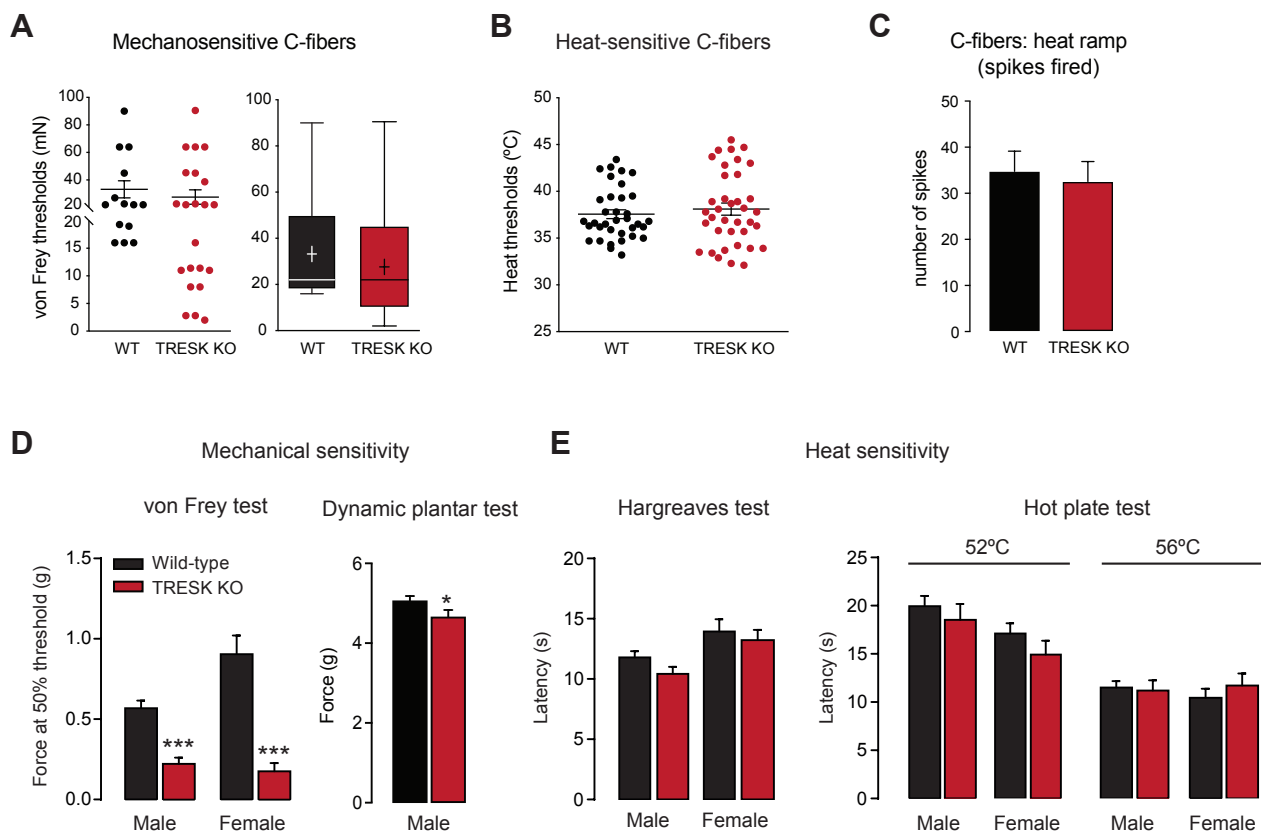 A
Mechanosensitive C-fibers
von Frey thresholds (mN)
100
80
60
40
20
20
15
10
5
0
WT
TRESK KO
100
80
60
40
20
0
WT
TRESK KO
B
Heat-sensitive C-fibers
Heat thresholds (ºC)
50
45
40
35
30
25
WT
TRESK KO
C
C-fibers: heat ramp
(spikes fired)
number of spikes
50
40
30
20
10
0
WT
TRESK KO
D
Mechanical sensitivity
von Frey test
Force at 50% threshold (g)
1.5
1.0
0.5
0.0
Wild-type
TRESK KO
***
***
Male
Female
Dynamic plantar test
Force (g)
6
4
2
0
*
Male
E
Heat sensitivity
Hargreaves test
Latency (s)
20
15
10
5
0
Male
Female
Hot plate test
52ºC
56ºC
Latency (s)
25
20
15
10
5
0
Male
Female
Male
Female